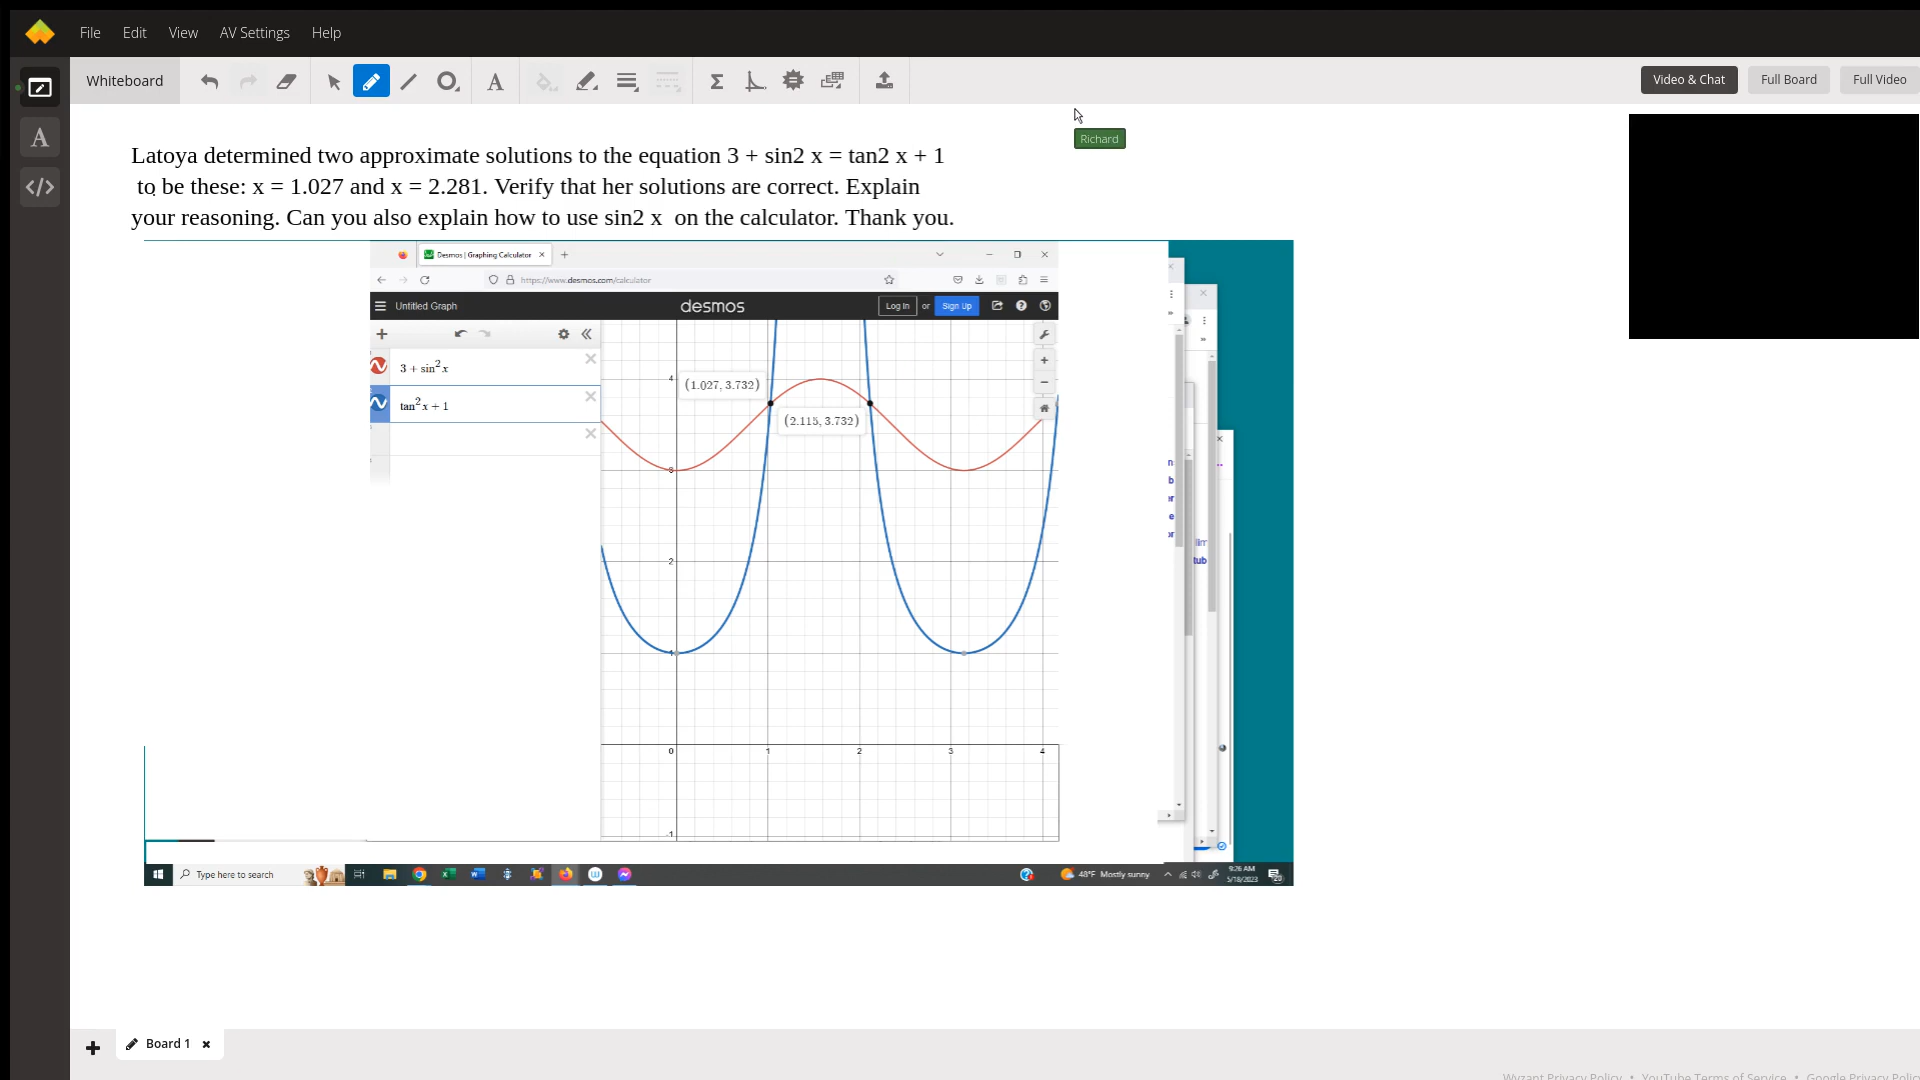 File Edit View AV Settings Help
Whiteboard A Σ Video & Chat Full Board Full Video
Richard
Latoya determined two approximate solutions to the equation 3 + sin2 x = tan2 x + 1
to be these: x = 1.027 and x = 2.281. Verify that her solutions are correct. Explain
your reasoning. Can you also explain how to use sin2 x on the calculator. Thank you.
Desmos | Graphing Calculator
https://www.desmos.com/calculator
Untitled Graph desmos Log In or Sign Up
3 + sin² x
tan² x + 1
4
(1.027, 3.732)
(2.115, 3.732)
3
2
1
0 1 2 3 4
-1
Type here to search 48°F Mostly sunny 9:26 AM
5/18/2023
Board 1
Wyzant Privacy Policy • YouTube Terms of Service •